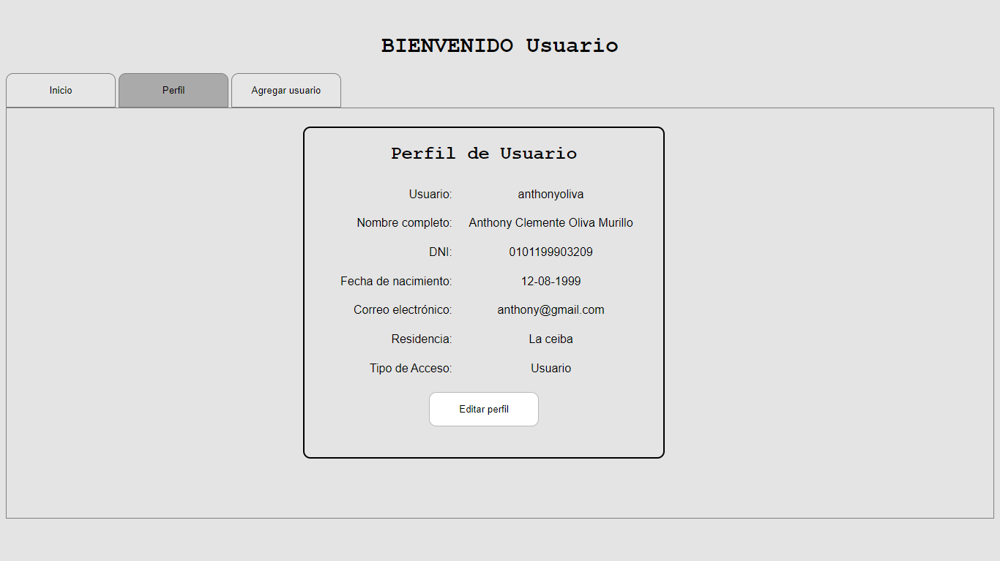 BIENVENIDO Usuario
Inicio Perfil Agregar usuario
Perfil de Usuario
Usuario: anthonyoliva
Nombre completo: Anthony Clemente Oliva Murillo
DNI: 0101199903209
Fecha de nacimiento: 12-08-1999
Correo electrónico: anthony@gmail.com
Residencia: La ceiba
Tipo de Acceso: Usuario
Editar perfil